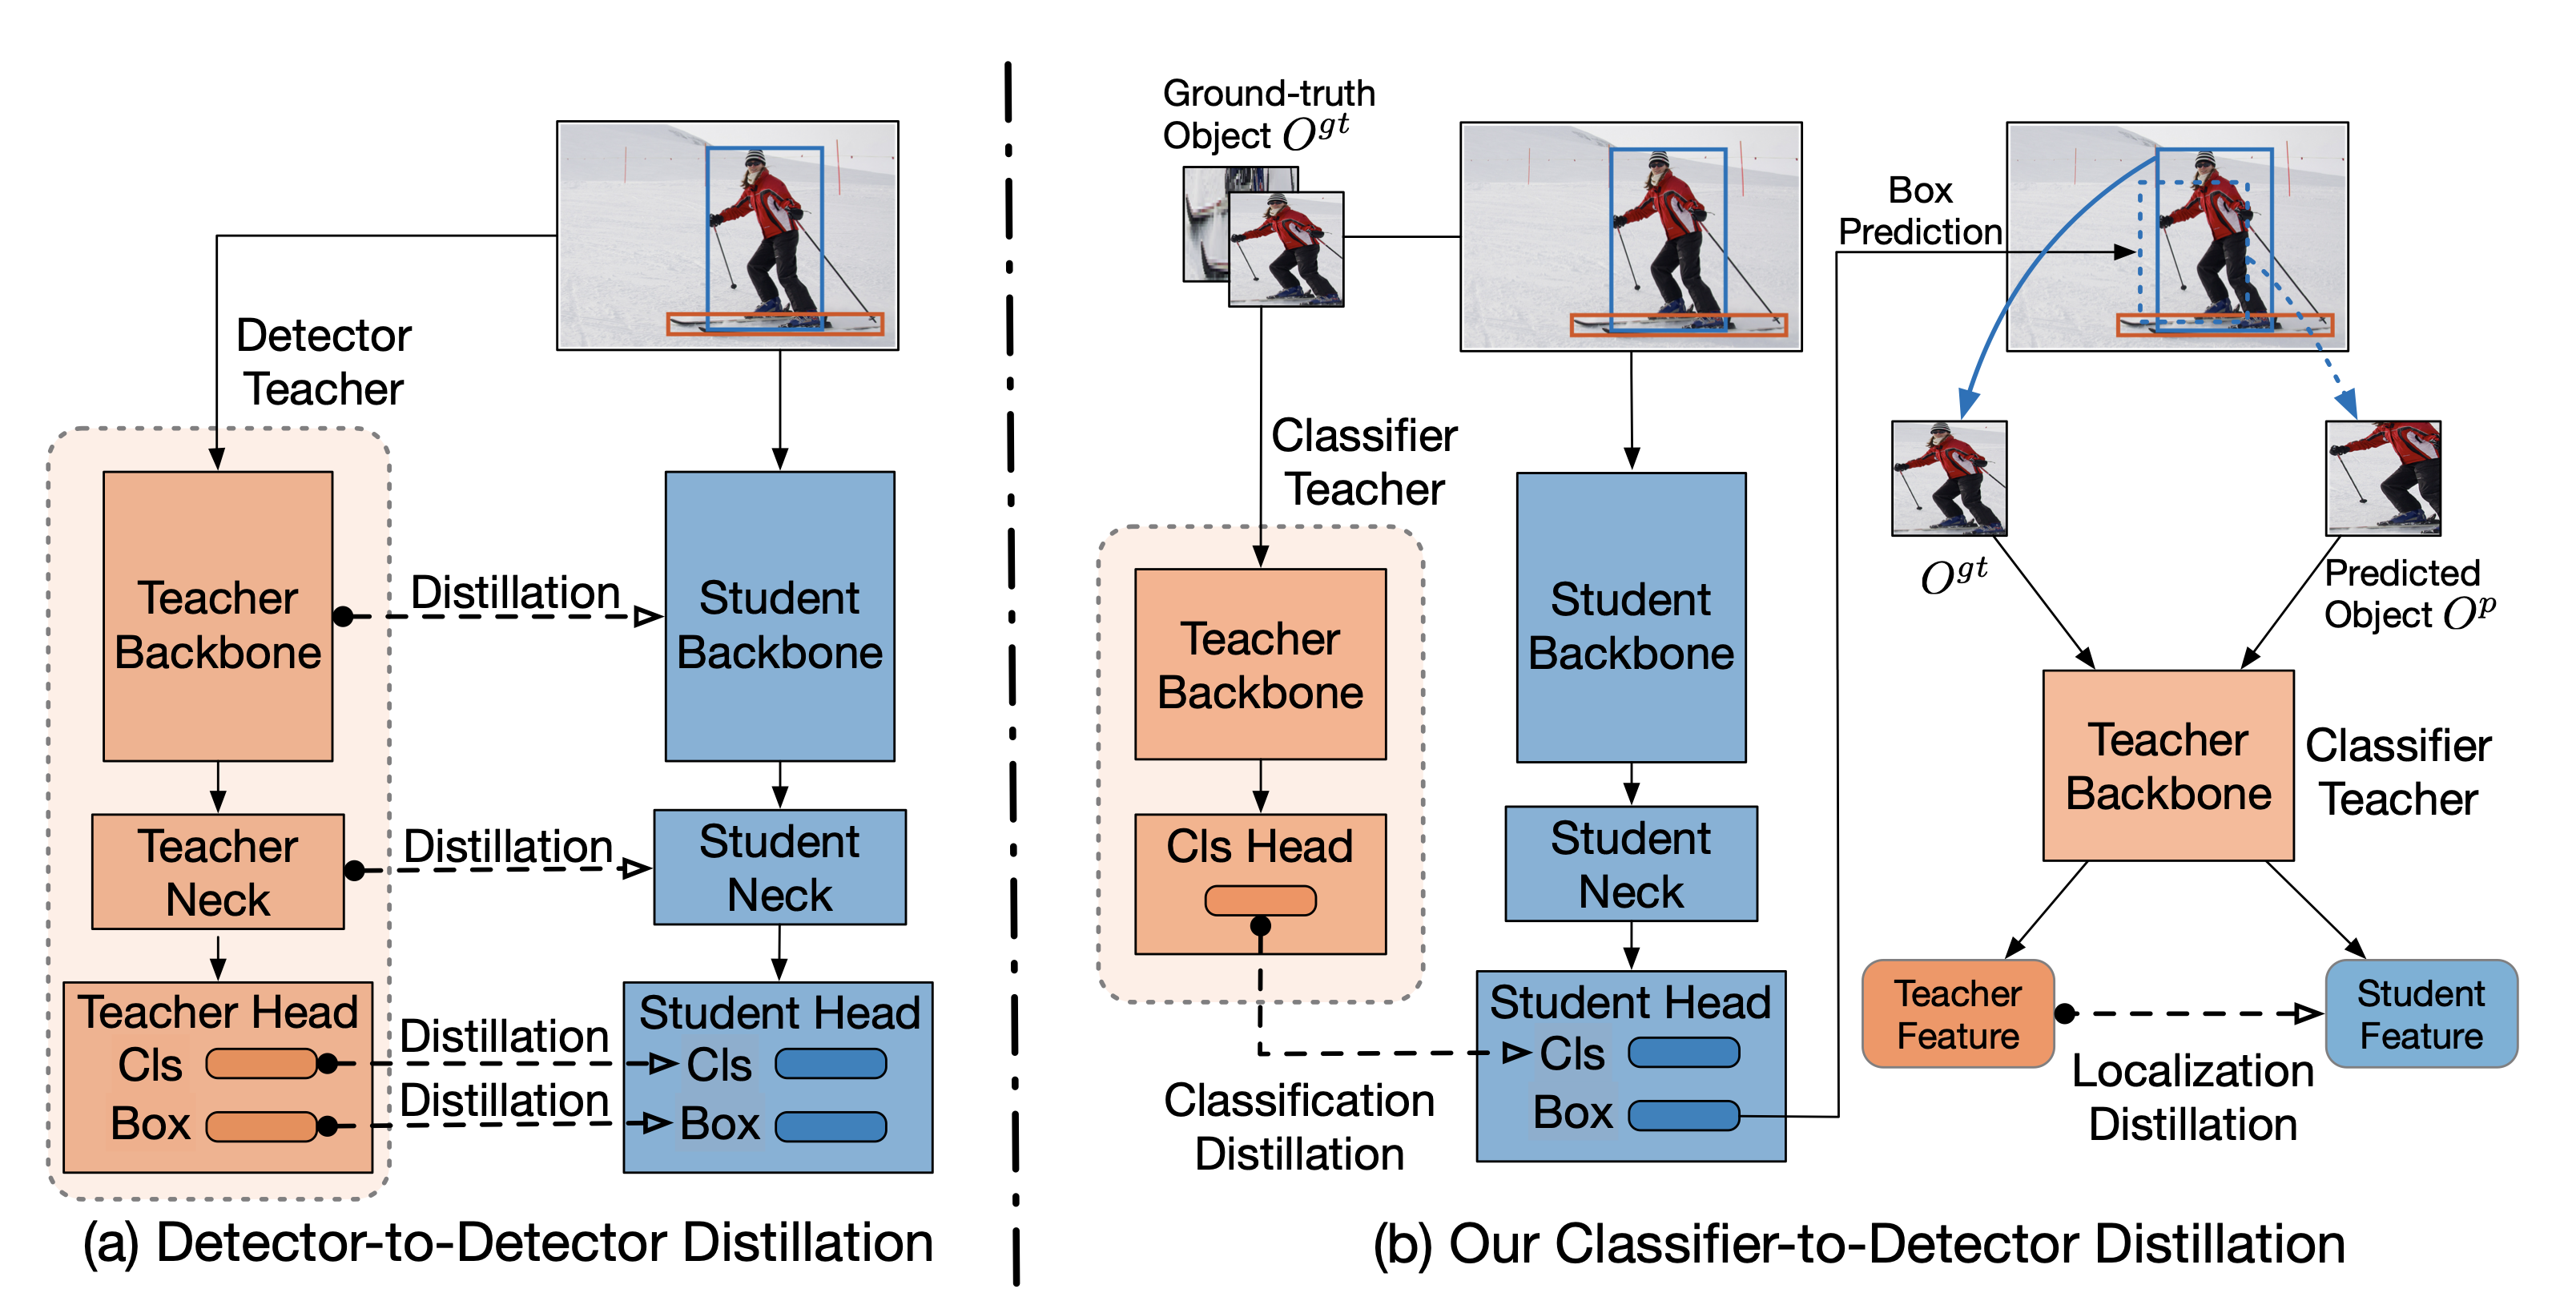 Detector
Teacher
Teacher
Backbone
Distillation
Student
Backbone
Teacher
Neck
Distillation
Student
Neck
Teacher Head
Cls
Box
Distillation
Distillation
Student Head
Cls
Box
(a) Detector-to-Detector Distillation
Ground-truth
Object O^{gt}
Classifier
Teacher
Teacher
Backbone
Cls Head
Classification
Distillation
Student
Backbone
Student
Neck
Student Head
Cls
Box
Box
Prediction
O^{gt}
Predicted
Object O^{p}
Teacher
Backbone
Classifier
Teacher
Teacher
Feature
Student
Feature
Localization
Distillation
(b) Our Classifier-to-Detector Distillation